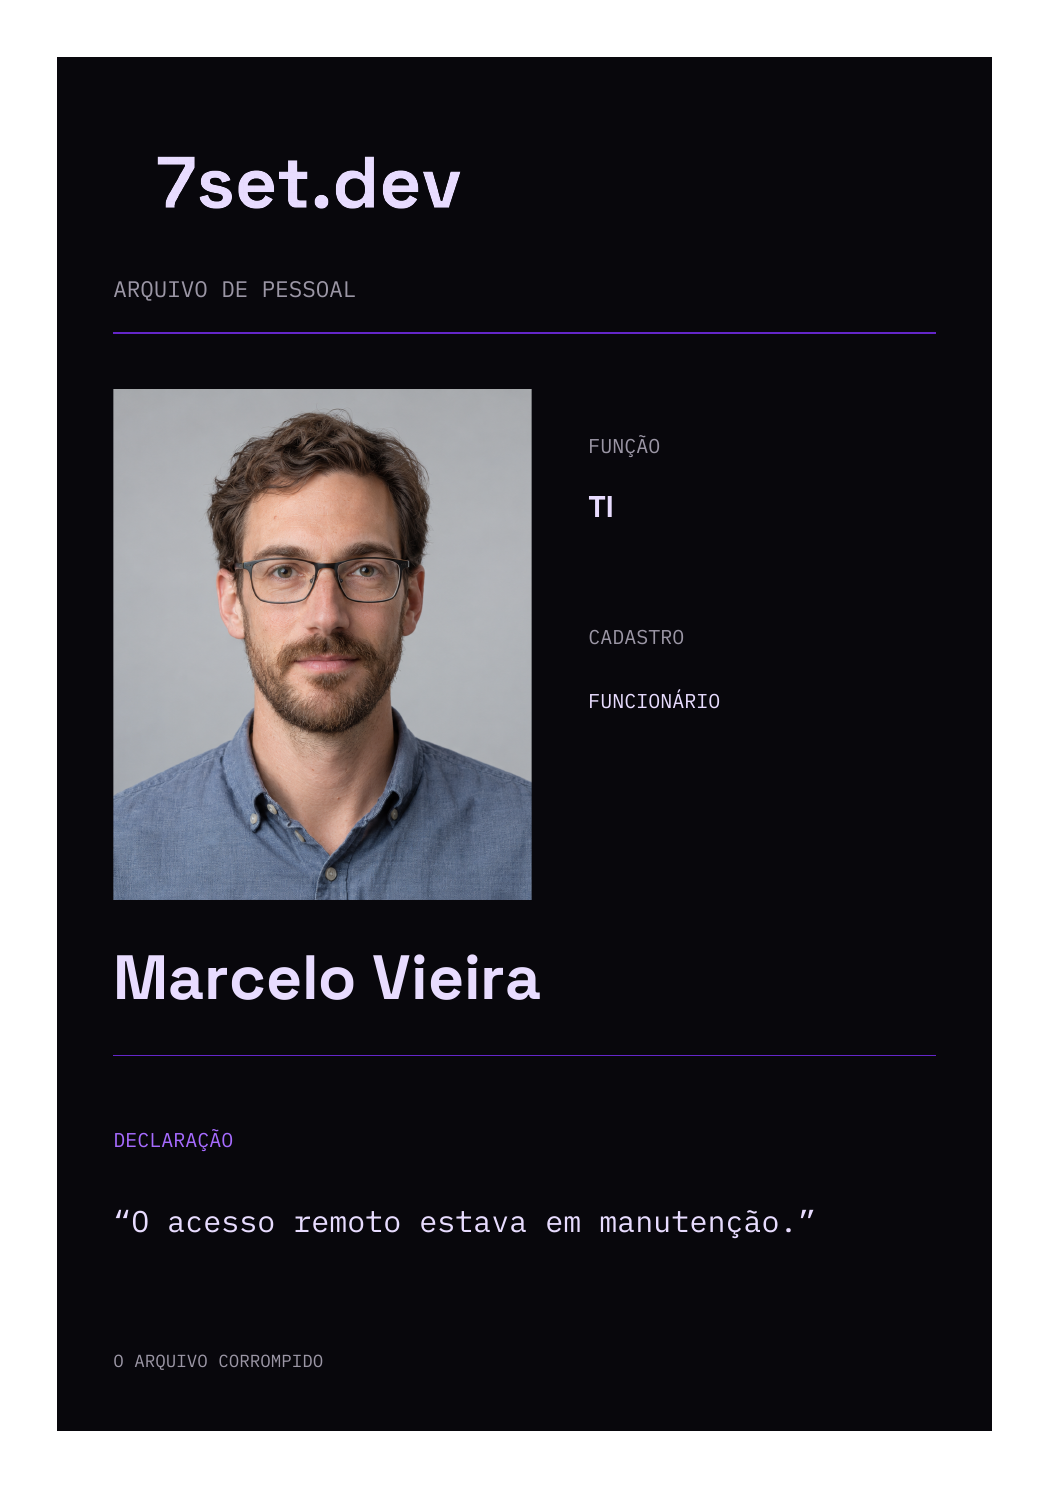 7set.dev
ARQUIVO DE PESSOAL
FUNÇÃO
TI
CADASTRO
FUNCIONÁRIO
Marcelo Vieira
DECLARAÇÃO
“O acesso remoto estava em manutenção.”
O ARQUIVO CORROMPIDO